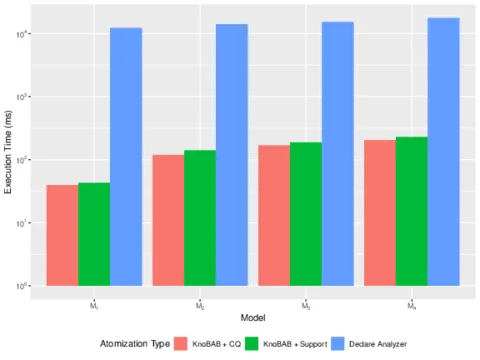 Execution Time (ms)
10⁴
10³
10²
10¹
10⁰
M₁ M₂ M₃ M₄
Model
Atomization Type KnoBAB + CO KnoBAB + Support Declare Analyzer